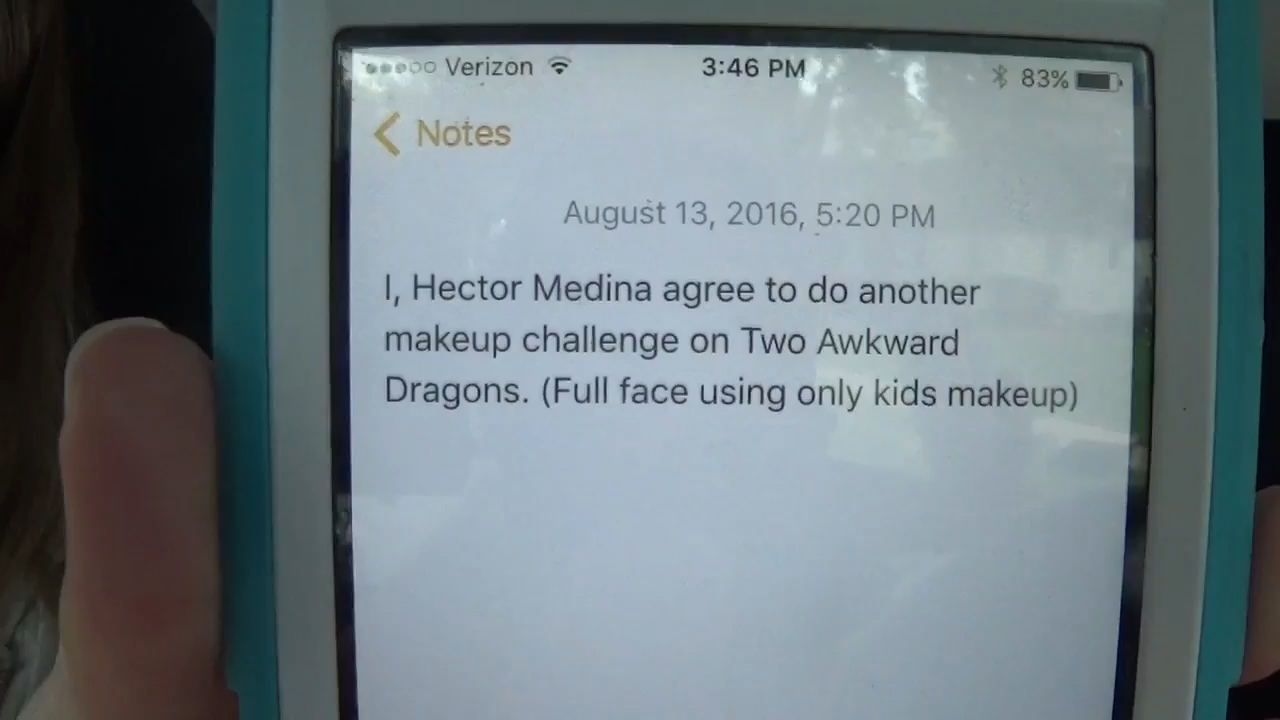 Verizon 3:46 PM 83%
Notes
August 13, 2016, 5:20 PM
I, Hector Medina agree to do another
makeup challenge on Two Awkward
Dragons. (Full face using only kids makeup)